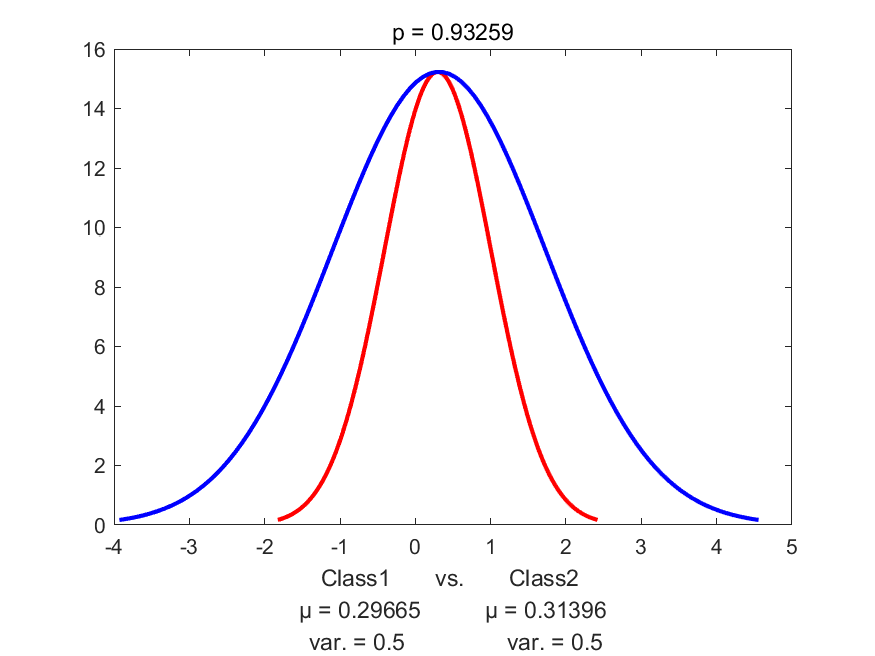 p = 0.93259
16
14
12
10
8
6
4
2
0
-4 -3 -2 -1 0 1 2 3 4 5
Class1 vs. Class2
μ = 0.29665 μ = 0.31396
var. = 0.5 var. = 0.5